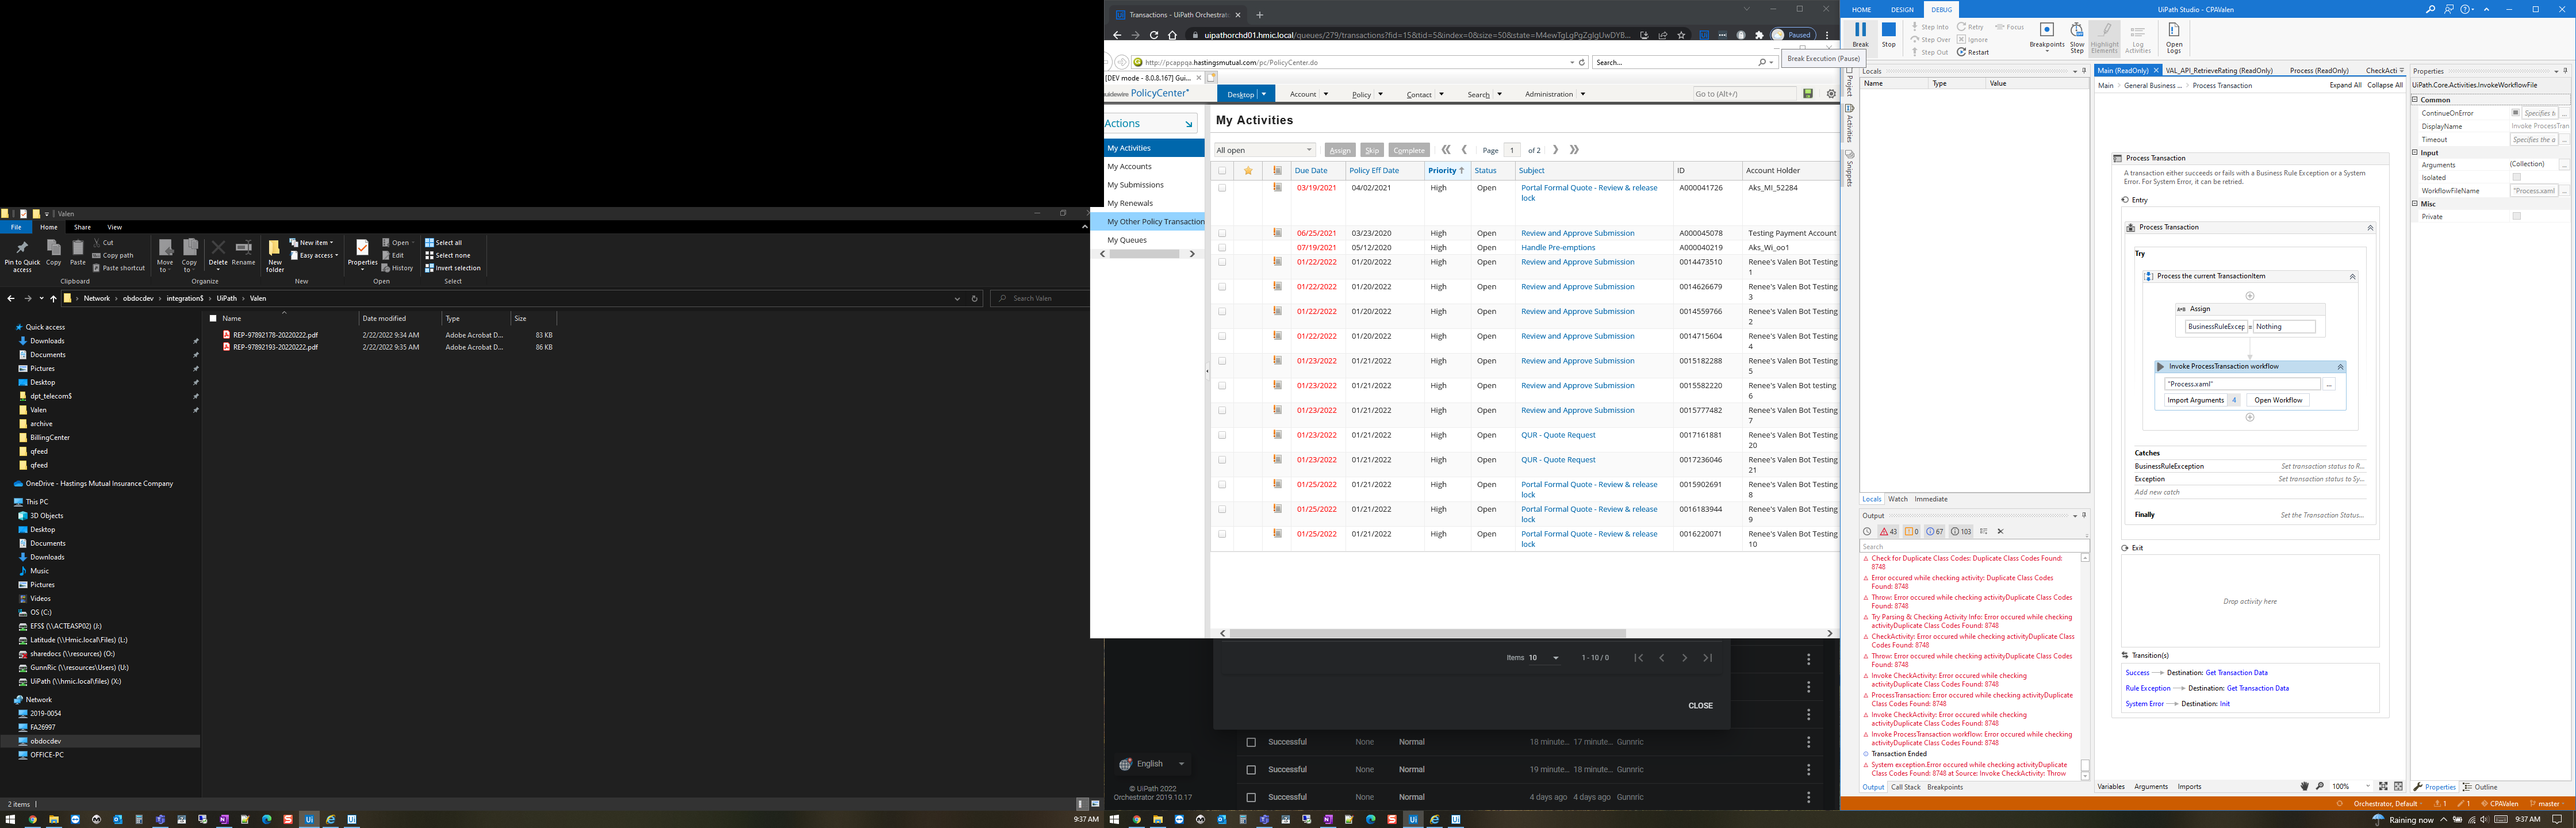 Valen
File
Home
Share
View
Pin to Quick access
Copy
Paste
Cut
Copy path
Paste shortcut
Clipboard
Move to
Copy to
Delete
Rename
Organize
New folder
New item
Easy access
New
Properties
Open
Edit
History
Open
Select all
Select none
Invert selection
Select
Network › obdocdev › integration$ › UiPath › Valen
Search Valen
Name
Date modified
Type
Size
REP-97892178-20220222.pdf 2/22/2022 9:34 AM Adobe Acrobat D... 83 KB
REP-97892193-20220222.pdf 2/22/2022 9:35 AM Adobe Acrobat D... 86 KB
Quick access
Downloads
Documents
Pictures
Desktop
dpt_telecom$
Valen
archive
BillingCenter
qfeed
qfeed
OneDrive - Hastings Mutual Insurance Company
This PC
3D Objects
Desktop
Documents
Downloads
Music
Pictures
Videos
OS (C:)
EFS$ (\\ACTEASP02) (J:)
Latitude (\\Hmic.local\Files) (L:)
sharedocs (\\resources) (O:)
GunnRic (\\resources\Users) (U:)
UiPath (\\hmic.local\files) (X:)
Network
2019-0054
FA26997
obdocdev
OFFICE-PC
2 items
9:37 AM
Transactions - UiPath Orchestrato
uipathorchd01.hmic.local/queues/279/transactions?fid=15&tid=5&index=0&size=50&state=M4ewTgLgPgZglgUwDYB...
Paused
http://pcappqa.hastingsmutual.com/pc/PolicyCenter.do
Search...
[DEV mode - 8.0.8.167] Gui...
PolicyCenter
Desktop
Account
Policy
Contact
Search
Administration
Go to (Alt+/)
Actions
My Activities
My Accounts
My Submissions
My Renewals
My Other Policy Transaction
My Queues
My Activities
All open
Assign
Skip
Complete
Page 1 of 2
Due Date
Policy Eff Date
Priority
Status
Subject
ID
Account Holder
03/19/2021 04/02/2021 High Open Portal Formal Quote - Review & release lock A000041726 Aks_MI_52284
06/25/2021 03/23/2020 High Open Review and Approve Submission A000045078 Testing Payment Account
07/19/2021 05/12/2020 High Open Handle Pre-emptions A000040219 Aks_Wi_oo1
01/22/2022 01/20/2022 High Open Review and Approve Submission 0014473510 Renee's Valen Bot Testing 1
01/22/2022 01/20/2022 High Open Review and Approve Submission 0014626679 Renee's Valen Bot Testing 3
01/22/2022 01/20/2022 High Open Review and Approve Submission 0014559766 Renee's Valen Bot Testing 2
01/22/2022 01/20/2022 High Open Review and Approve Submission 0014715604 Renee's Valen Bot Testing 4
01/23/2022 01/21/2022 High Open Review and Approve Submission 0015182288 Renee's Valen Bot Testing 5
01/23/2022 01/21/2022 High Open Review and Approve Submission 0015582220 Renee's Valen Bot testing 6
01/23/2022 01/21/2022 High Open Review and Approve Submission 0015777482 Renee's Valen Bot Testing 7
01/23/2022 01/21/2022 High Open QUR - Quote Request 0017161881 Renee's Valen Bot Testing 20
01/23/2022 01/21/2022 High Open QUR - Quote Request 0017236046 Renee's Valen Bot Testing 21
01/25/2022 01/21/2022 High Open Portal Formal Quote - Review & release lock 0015902691 Renee's Valen Bot Testing 8
01/25/2022 01/21/2022 High Open Portal Formal Quote - Review & release lock 0016183944 Renee's Valen Bot Testing 9
01/25/2022 01/21/2022 High Open Portal Formal Quote - Review & release lock 0016220071 Renee's Valen Bot Testing 10
Items 10
1 - 10 / 0
CLOSE
Successful None Normal 18 minute... 17 minute... Gunnric
Successful None Normal 19 minute... 18 minute... Gunnric
Successful None Normal 4 days ago 4 days ago Gunnric
English
© UiPath 2022
Orchestrator 2019.10.17
HOME
DESIGN
DEBUG
UiPath Studio - CPAValen
Break
Stop
Step Into
Step Over
Step Out
Retry
Ignore
Restart
Focus
Breakpoints
Slow Step
Highlight Elements
Log Activities
Open Logs
Break Execution (Pause)
Project
Activities
Snippets
Locals
Name
Type
Value
Locals
Watch
Immediate
Output
43
0
67
103
Search
Check for Duplicate Class Codes: Duplicate Class Codes Found:
8748
Error occured while checking activity: Duplicate Class Codes
Found: 8748
Throw: Error occured while checking activityDuplicate Class Codes
Found: 8748
Try Parsing & Checking Activity Info: Error occured while checking
activityDuplicate Class Codes Found: 8748
CheckActivity: Error occured while checking activityDuplicate Class
Codes Found: 8748
Throw: Error occured while checking activityDuplicate Class Codes
Found: 8748
Invoke CheckActivity: Error occured while checking
activityDuplicate Class Codes Found: 8748
ProcessTransaction: Error occured while checking activityDuplicate
Class Codes Found: 8748
Invoke CheckActivity: Error occured while checking
activityDuplicate Class Codes Found: 8748
Invoke ProcessTransaction workflow: Error occured while checking
activityDuplicate Class Codes Found: 8748
Transaction Ended
System exception.Error occured while checking activityDuplicate
Class Codes Found: 8748 at Source: Invoke CheckActivity: Throw
Output
Call Stack
Breakpoints
Main (ReadOnly)
VAL_API_RetrieveRating (ReadOnly)
Process (ReadOnly)
CheckActi
Main › General Business ... › Process Transaction
Expand All
Collapse All
Process Transaction
A transaction either succeeds or fails with a Business Rule Exception or a System
Error. For System Error, it can be retried.
Entry
Process Transaction
Try
Process the current TransactionItem
Assign
BusinessRuleExcep = Nothing
Invoke ProcessTransaction workflow
"Process.xaml"
Import Arguments 4
Open Workflow
Catches
BusinessRuleException Set transaction status to R...
Exception Set transaction status to Sy...
Add new catch
Finally Set the Transaction Status...
Exit
Drop activity here
Transition(s)
Success Destination: Get Transaction Data
Rule Exception Destination: Get Transaction Data
System Error Destination: Init
Variables
Arguments
Imports
100%
Properties
UiPath.Core.Activities.InvokeWorkflowFile
Common
ContinueOnError Specifies t
DisplayName Invoke ProcessTran
Timeout Specifies the a
Input
Arguments (Collection)
Isolated
WorkflowFileName "Process.xaml
Misc
Private
Properties
Outline
Orchestrator, Default
1
1
CPAValen
master
Raining now
9:37 AM